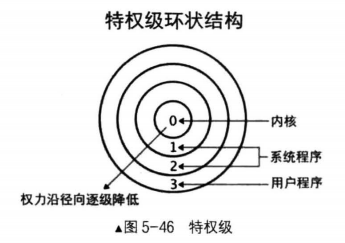 特权级环状结构
0
内核
1
系统程序
2
3
用户程序
权力沿径向逐级降低
▲图 5-46 特权级